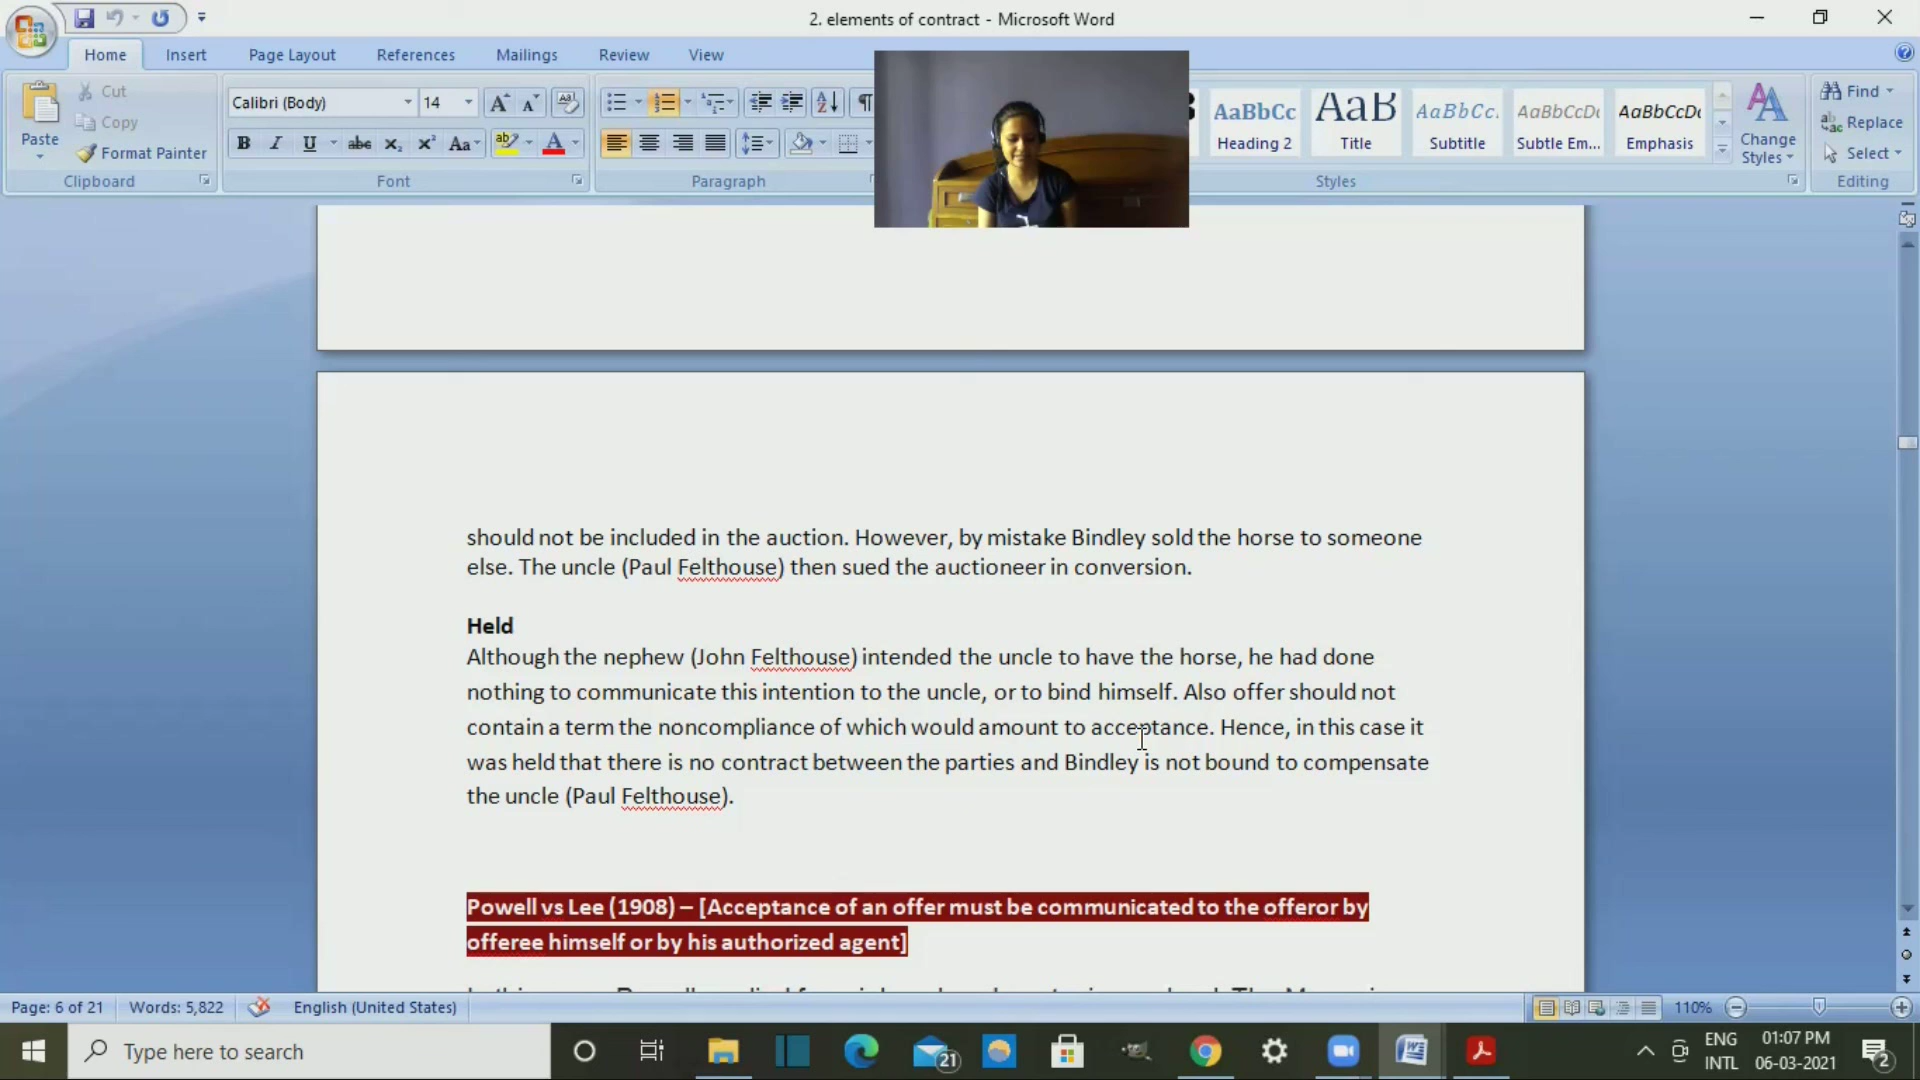 2. elements of contract - Microsoft Word
Home Insert Page Layout References Mailings Review View
Paste
Cut
Copy
Format Painter
Clipboard
Calibri (Body) 14
Font
Paragraph
AaBbCc
Heading 2
AaB
Title
AaBbCc.
Subtitle
AaBbCcDc
Subtle Em...
AaBbCcDc
Emphasis
Change
Styles
Styles
Find
Replace
Select
Editing
should not be included in the auction. However, by mistake Bindley sold the horse to someone
else. The uncle (Paul Felthouse) then sued the auctioneer in conversion.
Held
Although the nephew (John Felthouse) intended the uncle to have the horse, he had done
nothing to communicate this intention to the uncle, or to bind himself. Also offer should not
contain a term the noncompliance of which would amount to acceptance. Hence, in this case it
was held that there is no contract between the parties and Bindley is not bound to compensate
the uncle (Paul Felthouse).
Powell vs Lee (1908) – [Acceptance of an offer must be communicated to the offeror by
offeree himself or by his authorized agent]
Page: 6 of 21 Words: 5,822 English (United States) 110%
Type here to search
21
ENG
INTL
01:07 PM
06-03-2021
2